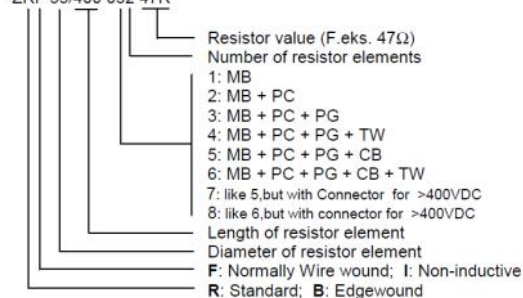 Resistor value (F.eks. 47Ω)
Number of resistor elements
1: MB
2: MB + PC
3: MB + PC + PG
4: MB + PC + PG + TW
5: MB + PC + PG + CB
6: MB + PC + PG + CB + TW
7: like 5,but with Connector for >400VDC
8: like 6,but with connector for >400VDC
Length of resistor element
Diameter of resistor element
F: Normally Wire wound; I: Non-inductive
R: Standard; B: Edgewound